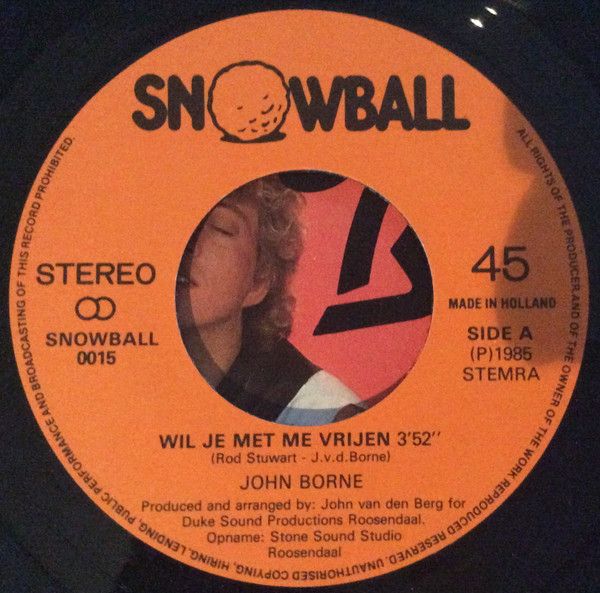 SNOWBALL
STEREO
SNOWBALL
0015
45
MADE IN HOLLAND
SIDE A
(P)1985
STEMRA
WIL JE MET ME VRIJEN 3'52''
(Rod Stuwart - J.v.d.Borne)
JOHN BORNE
Produced and arranged by: John van den Berg for
Duke Sound Productions Roosendaal.
Opname: Stone Sound Studio
Roosendaal
ALL RIGHTS OF THE PRODUCER AND OF THE OWNER OF THE WORK REPRODUCED RESERVED. UNAUTHORISED COPYING, HIRING, LENDING, PUBLIC PERFORMANCE AND BROADCASTING OF THIS RECORD PROHIBITED.